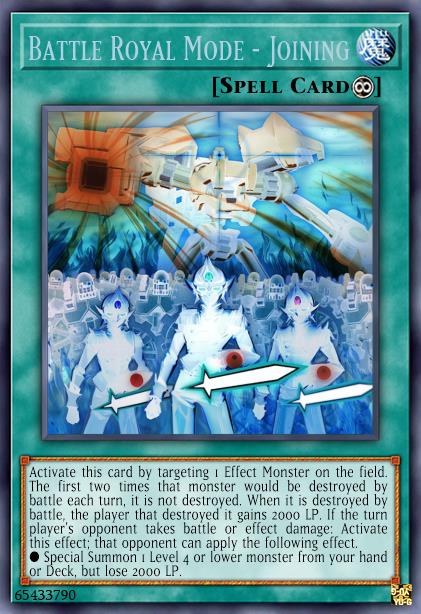 Battle Royal Mode - Joining
[Spell Card]
Activate this card by targeting 1 Effect Monster on the field.
The first two times that monster would be destroyed by
battle each turn, it is not destroyed. When it is destroyed by
battle, the player that destroyed it gains 2000 LP. If the turn
player's opponent takes battle or effect damage: Activate
this effect; that opponent can apply the following effect.
● Special Summon 1 Level 4 or lower monster from your hand
or Deck, but lose 2000 LP.
65433790